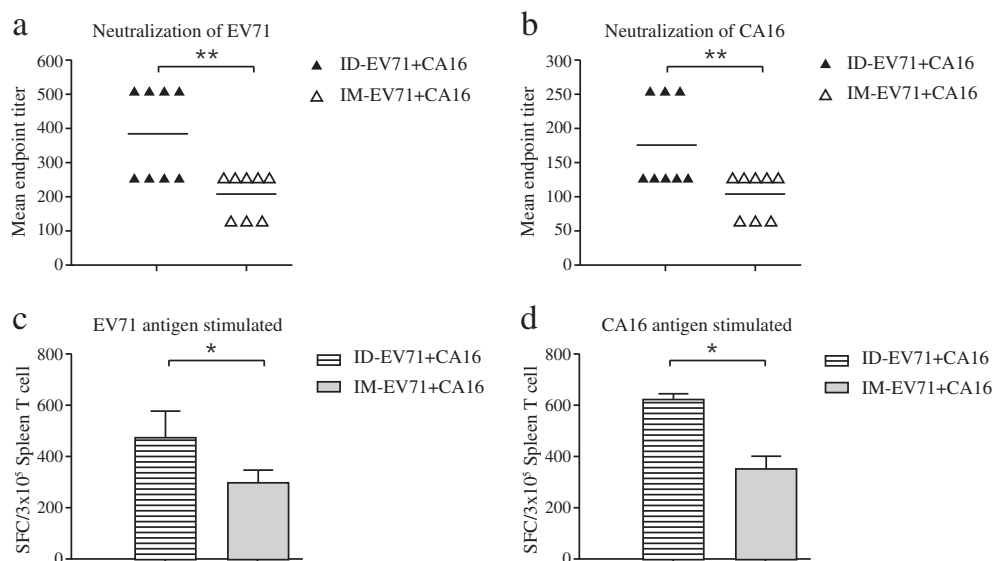 a
Neutralization of EV71
**
Mean endpoint titer
600
500
400
300
200
100
0
ID-EV71+CA16
IM-EV71+CA16
b
Neutralization of CA16
**
Mean endpoint titer
300
250
200
150
100
50
0
ID-EV71+CA16
IM-EV71+CA16
c
EV71 antigen stimulated
*
SFC/3x10⁵ Spleen T cell
800
600
400
200
0
ID-EV71+CA16
IM-EV71+CA16
d
CA16 antigen stimulated
*
SFC/3x10⁵ Spleen T cell
800
600
400
200
0
ID-EV71+CA16
IM-EV71+CA16